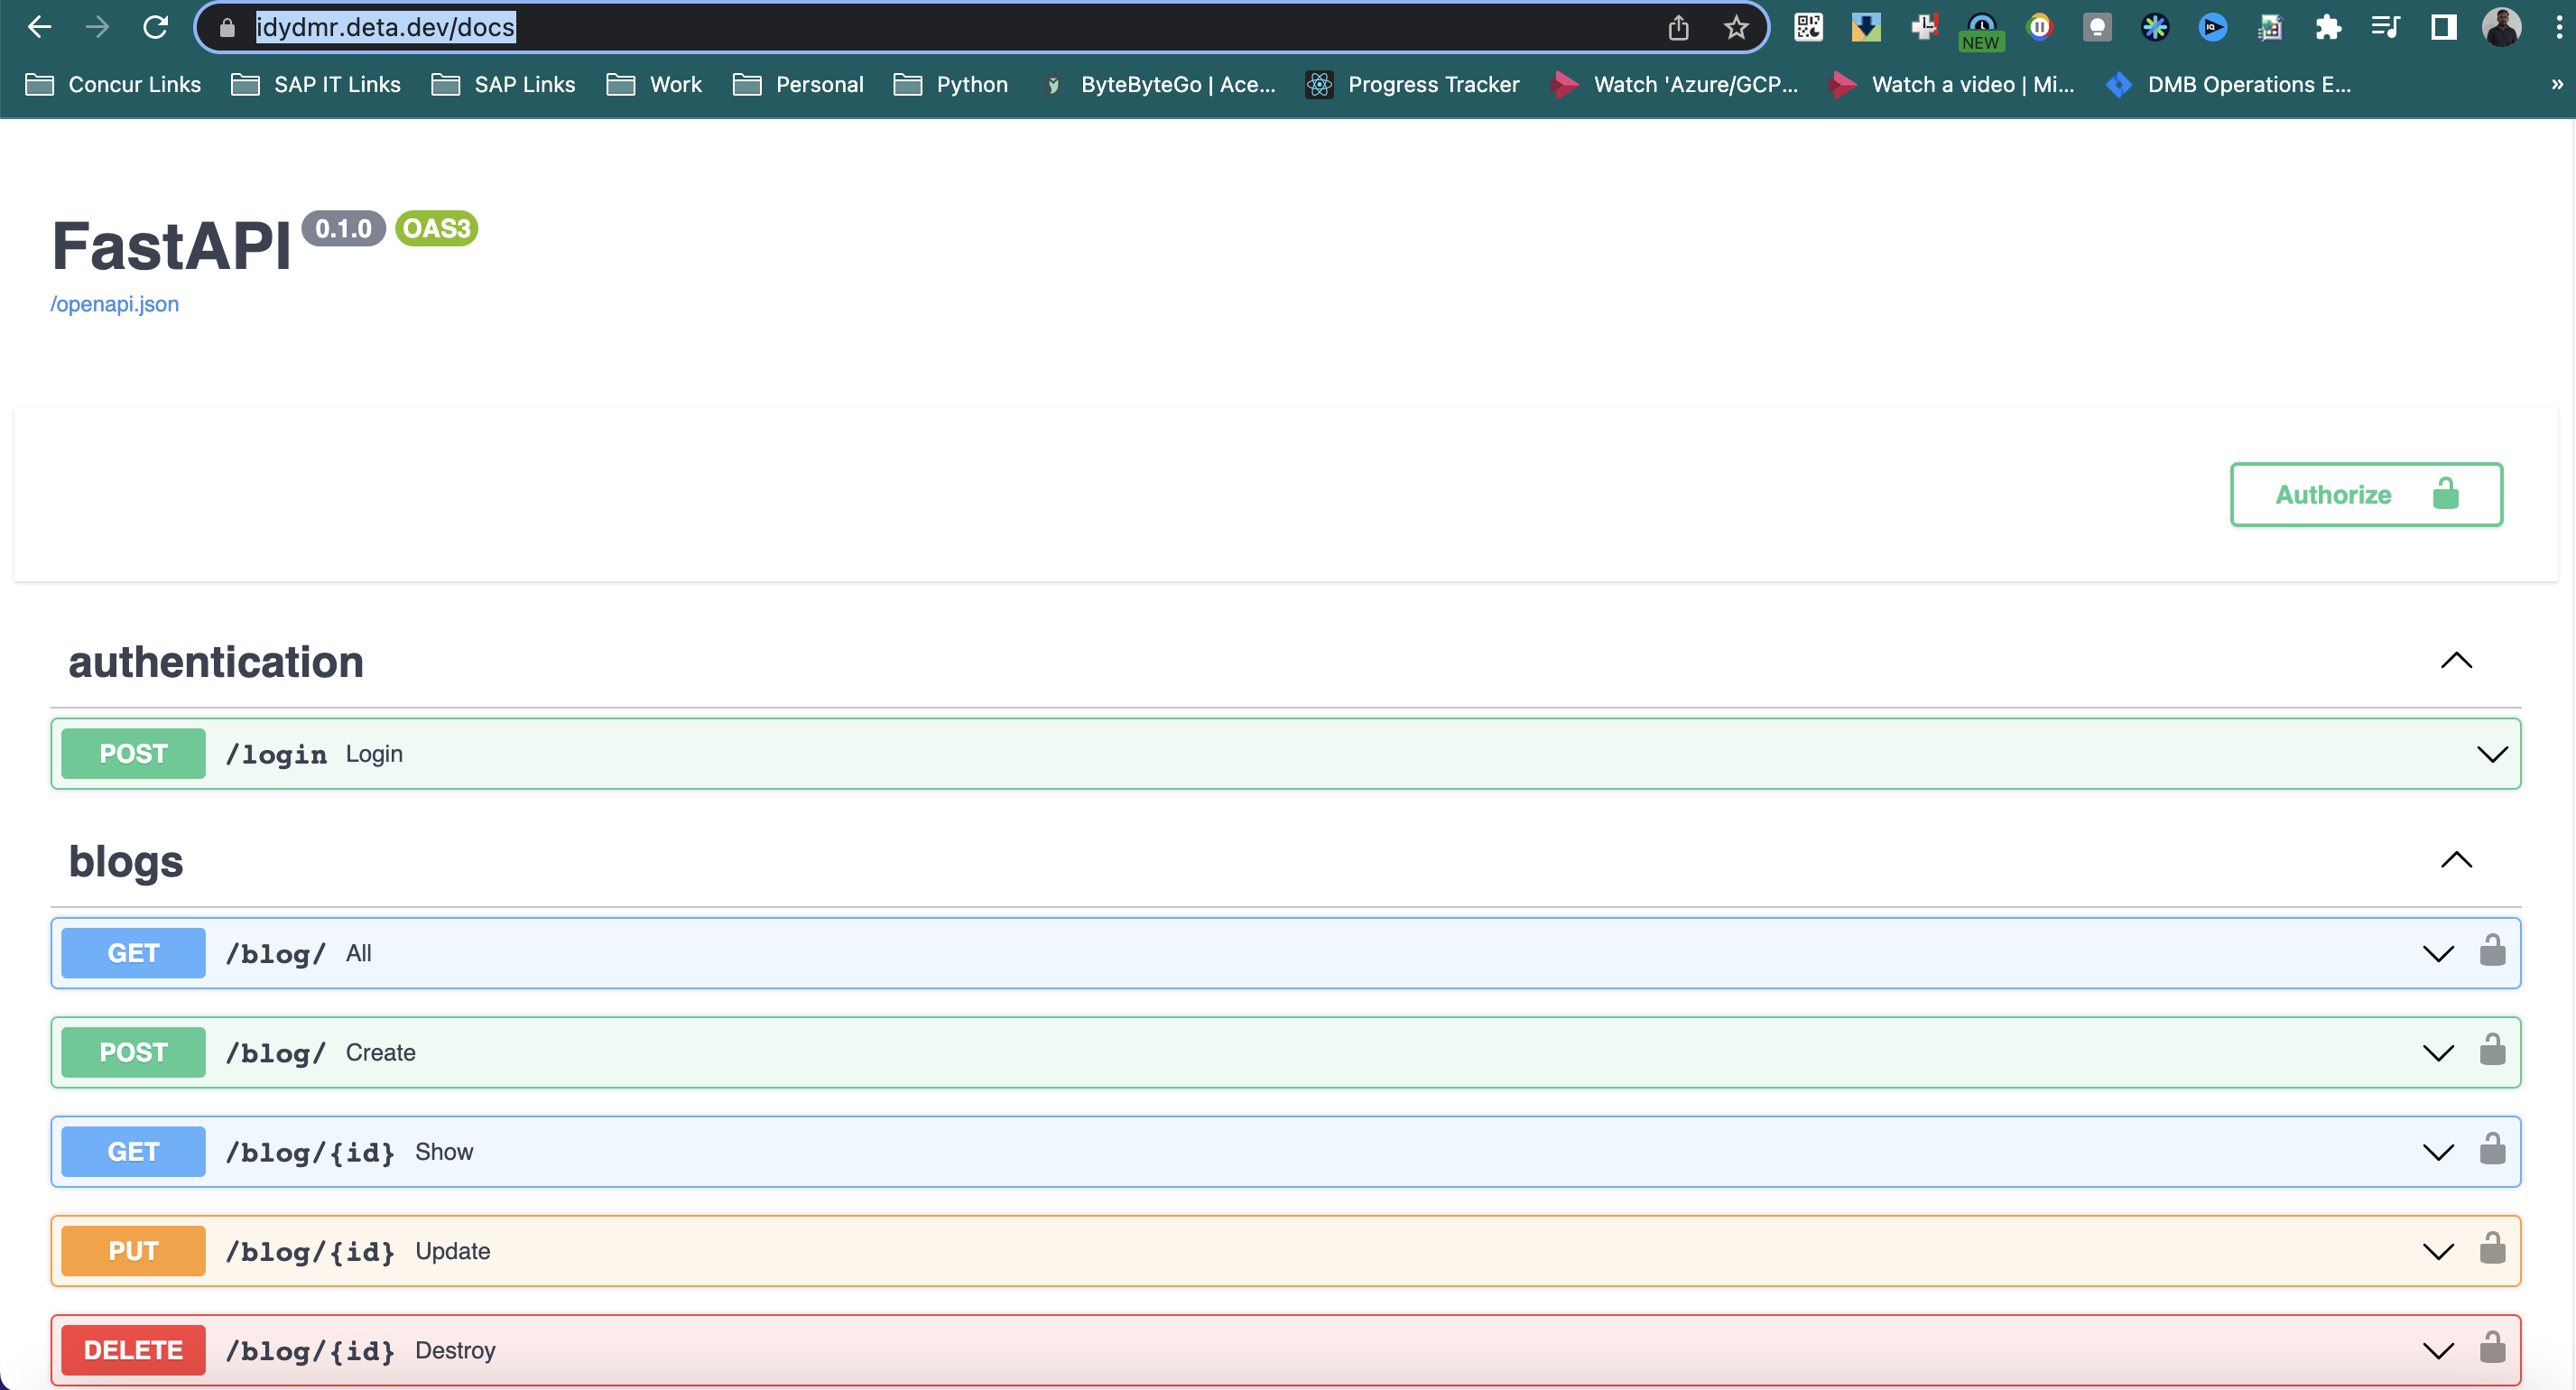 idydmr.deta.dev/docs
NEW
Concur Links SAP IT Links SAP Links Work Personal Python ByteByteGo | Ace... Progress Tracker Watch 'Azure/GCP... Watch a video | Mi... DMB Operations E... »
FastAPI 0.1.0 OAS3
/openapi.json
Authorize
authentication
POST /login Login
blogs
GET /blog/ All
POST /blog/ Create
GET /blog/{id} Show
PUT /blog/{id} Update
DELETE /blog/{id} Destroy